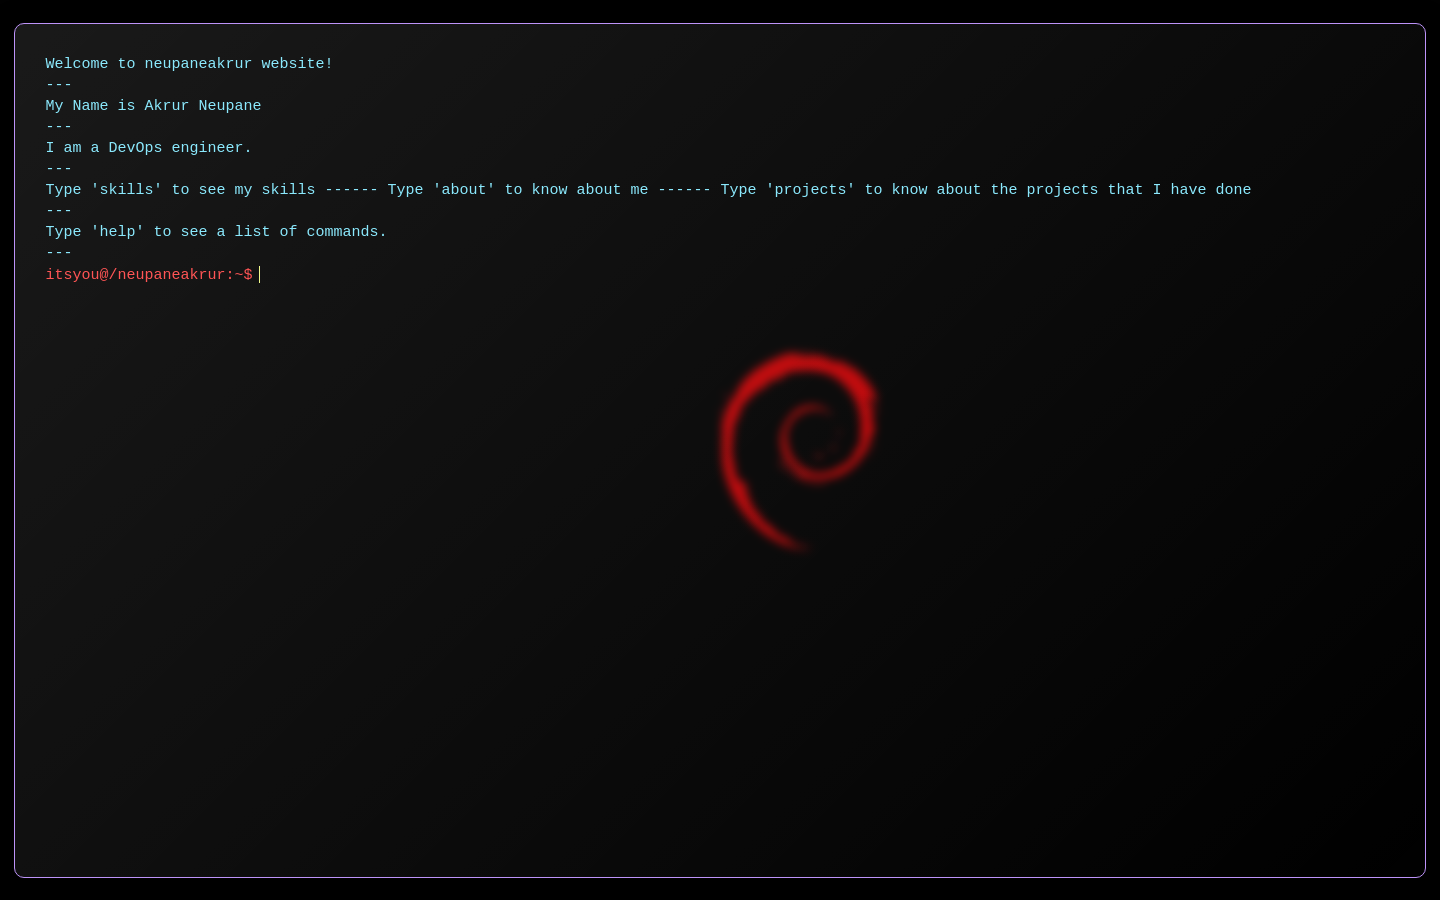 Welcome to neupaneakrur website!
---
My Name is Akrur Neupane
---
I am a DevOps engineer.
---
Type 'skills' to see my skills ------ Type 'about' to know about me ------ Type 'projects' to know about the projects that I have done
---
Type 'help' to see a list of commands.
---
itsyou@/neupaneakrur:~$